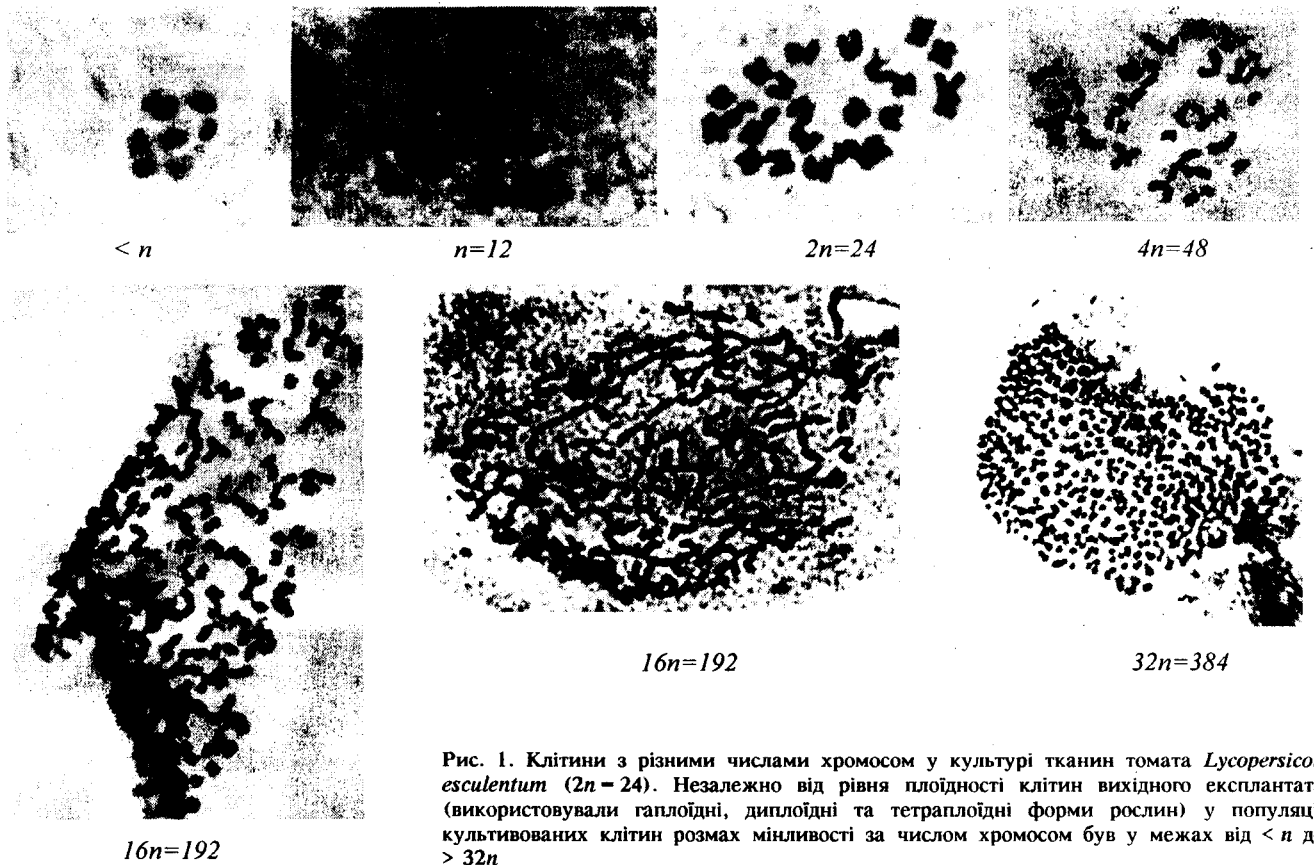 < n
n=12
2n=24
4n=48
16n=192
16n=192
32n=384
Рис. 1. Клітини з різними числами хромосом у культурі тканин томата Lycopersico
esculentum (2n = 24). Незалежно від рівня плоїдності клітин вихідного експлантат
(використовували гаплоїдні, диплоїдні та тетраплоїдні форми рослин) у популяц
культивованих клітин розмах мінливості за числом хромосом був у межах від < n д
> 32n